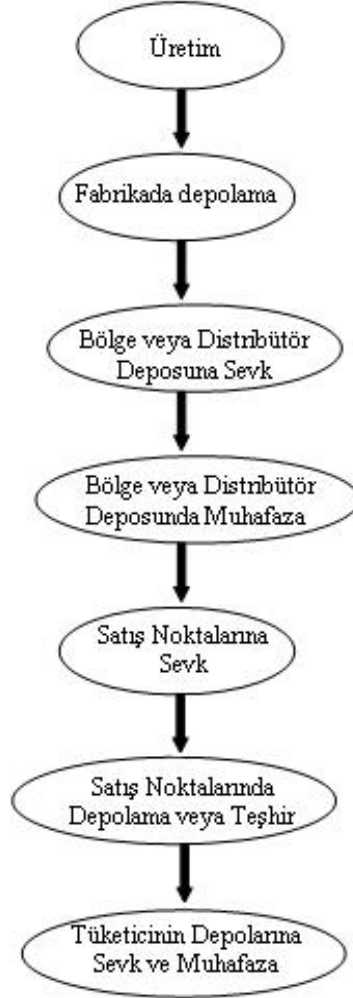 Üretim
Fabrikada depolama
Bölge veya Distribütör
Deposuna Sevk
Bölge veya Distribütör
Deposunda Muhafaza
Satış Noktalarına
Sevk
Satış Noktalarında
Depolama veya Teşhir
Tüketicinin Depolarına
Sevk ve Muhafaza